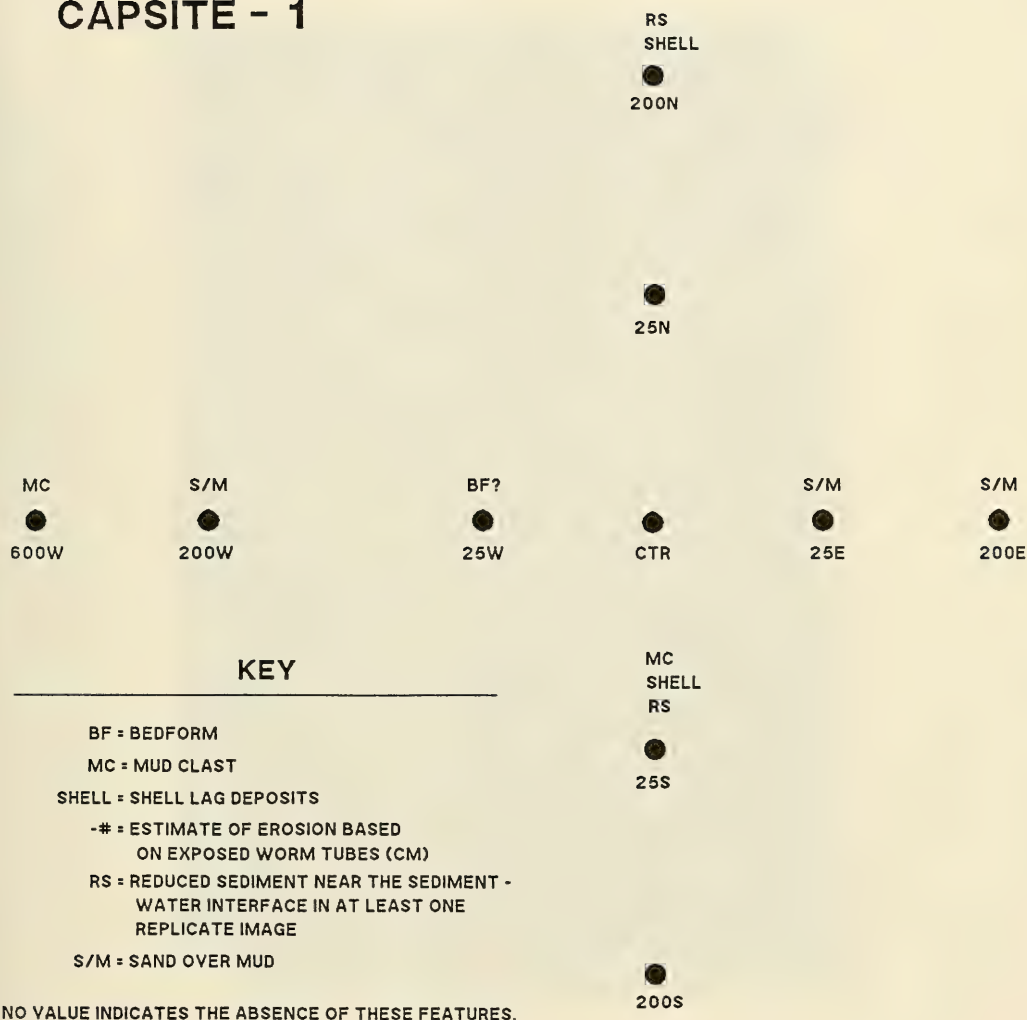 CAPSITE - 1
RS
SHELL
200N
25N
MC S/M BF? S/M S/M
600W 200W 25W CTR 25E 200E
KEY
BF = BEDFORM
MC = MUD CLAST
SHELL = SHELL LAG DEPOSITS
-# = ESTIMATE OF EROSION BASED
ON EXPOSED WORM TUBES (CM)
RS = REDUCED SEDIMENT NEAR THE SEDIMENT -
WATER INTERFACE IN AT LEAST ONE
REPLICATE IMAGE
S/M = SAND OVER MUD
NO VALUE INDICATES THE ABSENCE OF THESE FEATURES.
MC
SHELL
RS
25S
200S